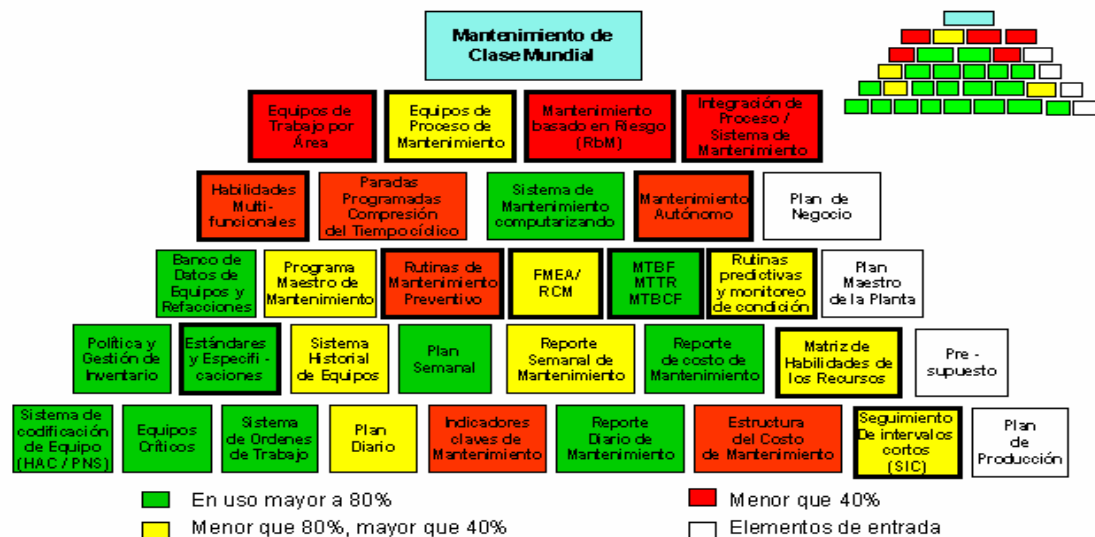 Mantenimiento de
Clase Mundial
Equipos de
Trabajo por
Área
Equipos de
Proceso de
Mantenimiento
Mantenimiento
basado en Riesgo
(RbM)
Integración de
Proceso /
Sistema de
Mantenimiento
Habilidades
Multi-
funcionales
Paradas
Programadas
Compresión
del Tiempo cíclico
Sistema de
Mantenimiento
computarizando
Mantenimiento
Autónomo
Plan de
Negocio
Banco de
Datos de
Equipos y
Refacciones
Programa
Maestro de
Mantenimiento
Rutinas de
Mantenimiento
Preventivo
FMEA/
RCM
MTBF
MTTR
MTBCF
Rutinas
predictivas
y monitoreo
de condición
Plan
Maestro
de la Planta
Política y
Gestión de
Inventario
Estándares
y Especifi -
caciones
Sistema
Historial
de Equipos
Plan
Semanal
Reporte
Semanal de
Mantenimiento
Reporte
de costo de
Mantenimiento
Matriz de
Habilidades de
los Recursos
Pre -
supuesto
Sistema de
codificación
de Equipo
(HAC / PNS)
Equipos
Críticos
Sistema
de Ordenes
de Trabajo
Plan
Diario
Indicadores
claves de
Mantenimiento
Reporte
Diario de
Mantenimiento
Estructura
del Costo
de Mantenimiento
Seguimiento
De intervalos
cortos
(SIC)
Plan
de
Producción
En uso mayor a 80%
Menor que 40%
Menor que 80%, mayor que 40%
Elementos de entrada